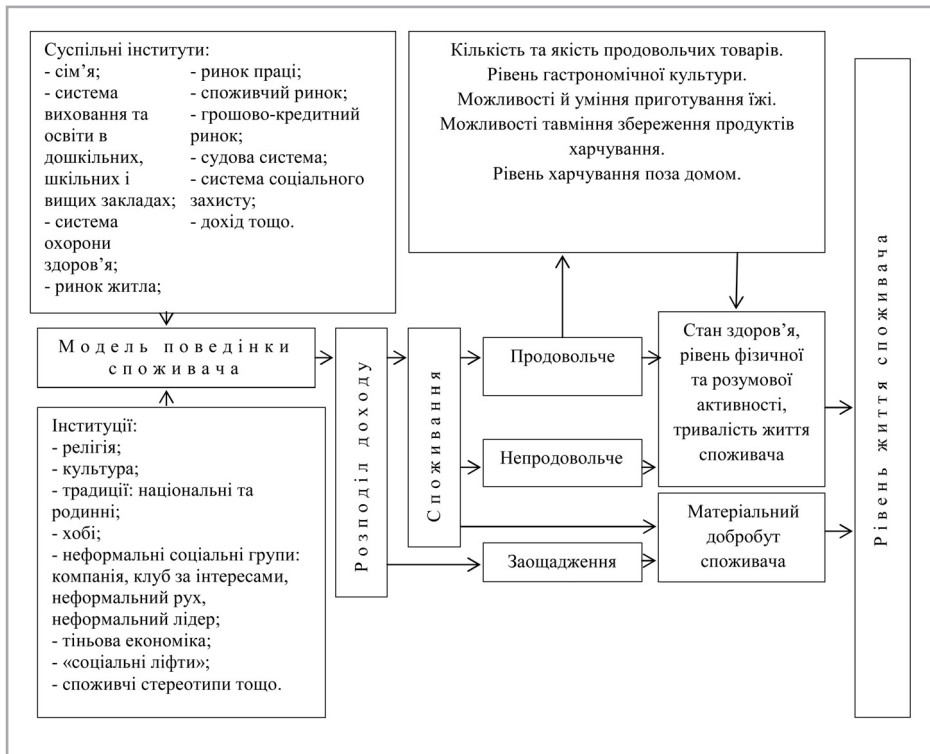 Суспільні інститути:
- сім’я;
- система
виховання та
освіти в
дошкільних,
шкільних і
вищих закладах;
- система
охорони
здоров’я;
- ринок житла;
- ринок праці;
- споживчий ринок;
- грошово-кредитний
ринок;
- судова система;
- система соціального
захисту;
- дохід тощо.
Кількість та якість продовольчих товарів.
Рівень гастрономічної культури.
Можливості й уміння приготування їжі.
Можливості тавміння збереження продуктів
харчування.
Рівень харчування поза домом.
Модель поведінки
споживача
Інституції:
- релігія;
- культура;
- традиції: національні та
родинні;
- хобі;
- неформальні соціальні групи:
компанія, клуб за інтересами,
неформальний рух,
неформальний лідер;
- тіньова економіка;
- «соціальні ліфти»;
- споживчі стереотипи тощо.
Розподіл доходу
Споживання
Продовольче
Непродовольче
Заощадження
Стан здоров’я,
рівень фізичної
та розумової
активності,
тривалість життя
споживача
Матеріальний
добробут
споживача
Рівень життя споживача